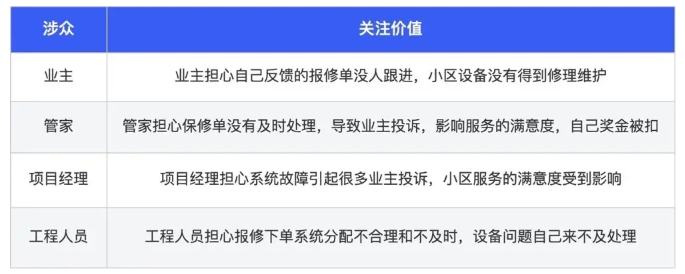 涉众 关注价值
业主 业主担心自己反馈的报修单没人跟进，小区设备没有得到修理维护
管家 管家担心保修单没有及时处理，导致业主投诉，影响服务的满意度，自己奖金被扣
项目经理 项目经理担心系统故障引起很多业主投诉，小区服务的满意度受到影响
工程人员 工程人员担心报修下单系统分配不合理和不及时，设备问题自己来不及处理